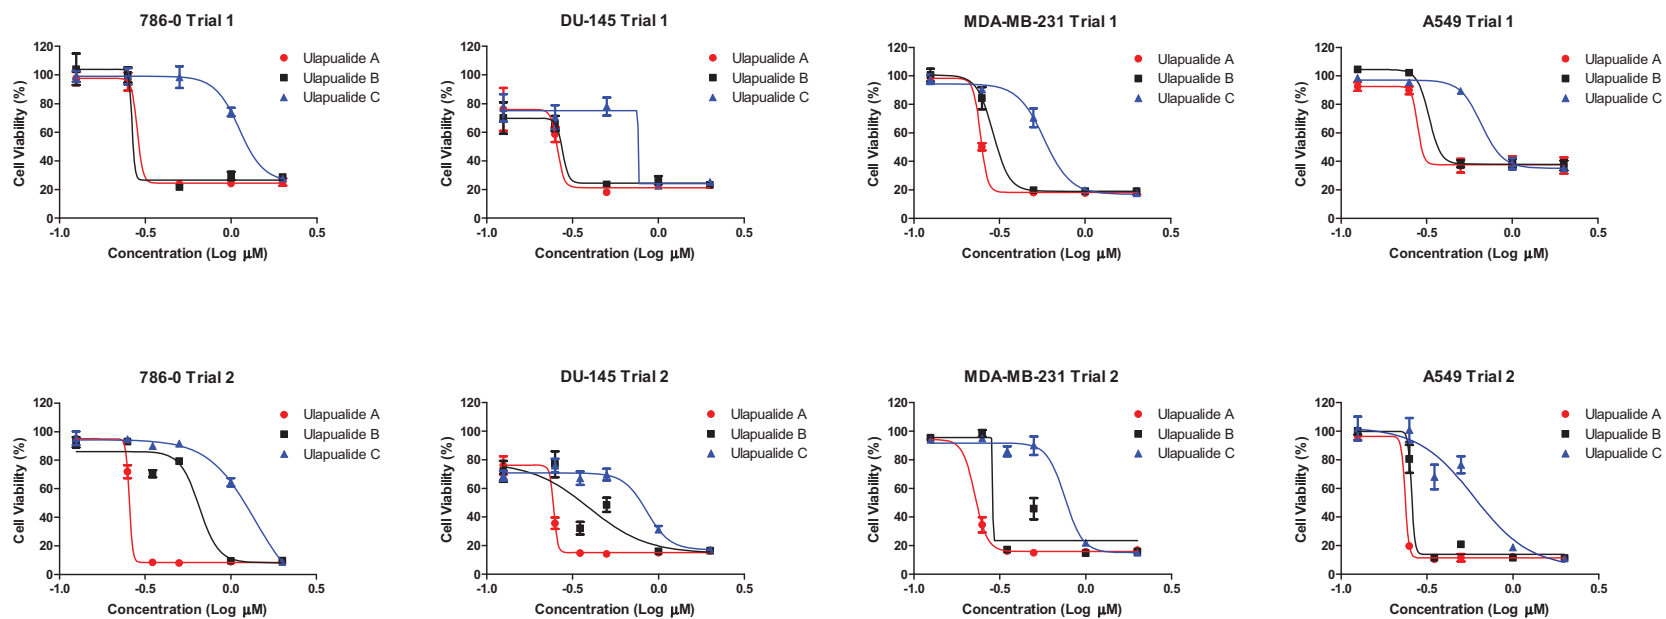 786-0 Trial 1
Cell Viability (%)
120
100
80
60
40
20
0
-1.0
-0.5
0.0
0.5
Concentration (Log µM)
Ulapualide A
Ulapualide B
Ulapualide C
DU-145 Trial 1
Cell Viability (%)
120
100
80
60
40
20
0
-1.0
-0.5
0.0
0.5
Concentration (Log µM)
Ulapualide A
Ulapualide B
Ulapualide C
MDA-MB-231 Trial 1
Cell Viability (%)
120
100
80
60
40
20
0
-1.0
-0.5
0.0
0.5
Concentration (Log µM)
Ulapualide A
Ulapualide B
Ulapualide C
A549 Trial 1
Cell Viability (%)
120
100
80
60
40
20
0
-1.0
-0.5
0.0
0.5
Concentration (Log µM)
Ulapualide A
Ulapualide B
Ulapualide C
786-0 Trial 2
Cell Viability (%)
120
100
80
60
40
20
0
-1.0
-0.5
0.0
0.5
Concentration (Log µM)
Ulapualide A
Ulapualide B
Ulapualide C
DU-145 Trial 2
Cell Viability (%)
120
100
80
60
40
20
0
-1.0
-0.5
0.0
0.5
Concentration (Log µM)
Ulapualide A
Ulapualide B
Ulapualide C
MDA-MB-231 Trial 2
Cell Viability (%)
120
100
80
60
40
20
0
-1.0
-0.5
0.0
0.5
Concentration (Log µM)
Ulapualide A
Ulapualide B
Ulapualide C
A549 Trial 2
Cell Viability (%)
120
100
80
60
40
20
0
-1.0
-0.5
0.0
0.5
Concentration (Log µM)
Ulapualide A
Ulapualide B
Ulapualide C